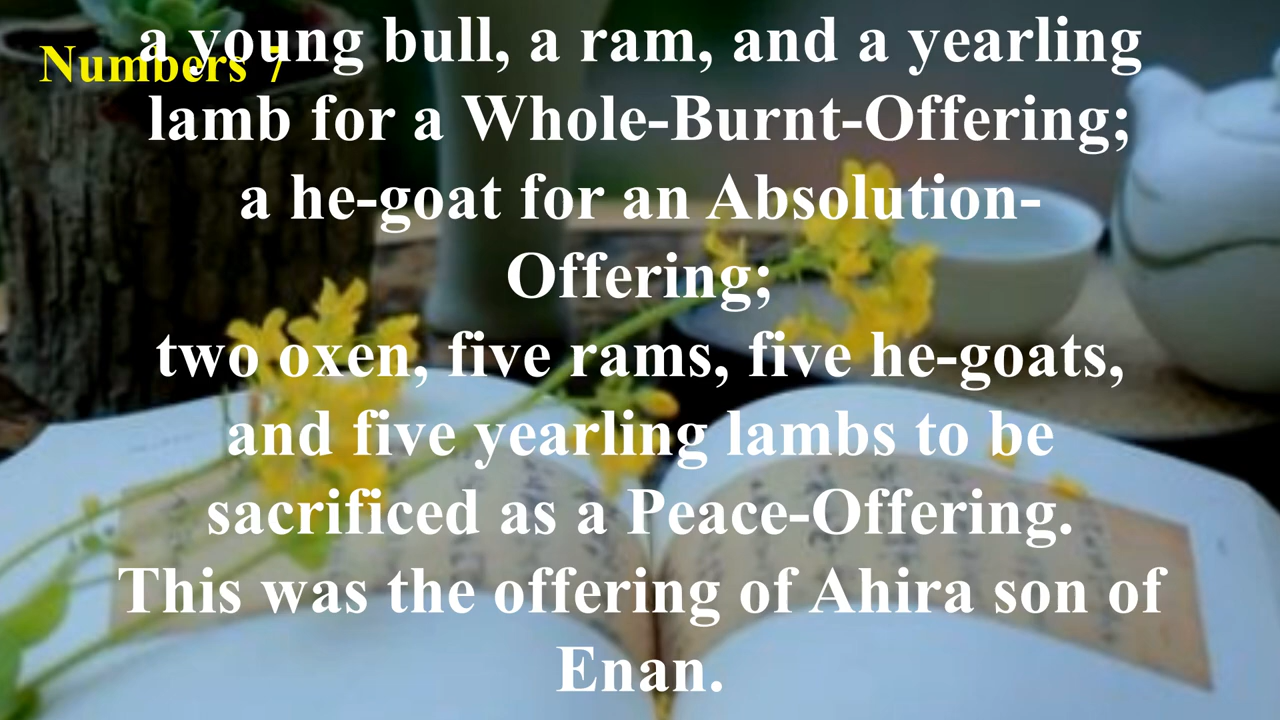 Numbers 7
a young bull, a ram, and a yearling
lamb for a Whole-Burnt-Offering;
a he-goat for an Absolution-
Offering;
two oxen, five rams, five he-goats,
and five yearling lambs to be
sacrificed as a Peace-Offering.
This was the offering of Ahira son of
Enan.